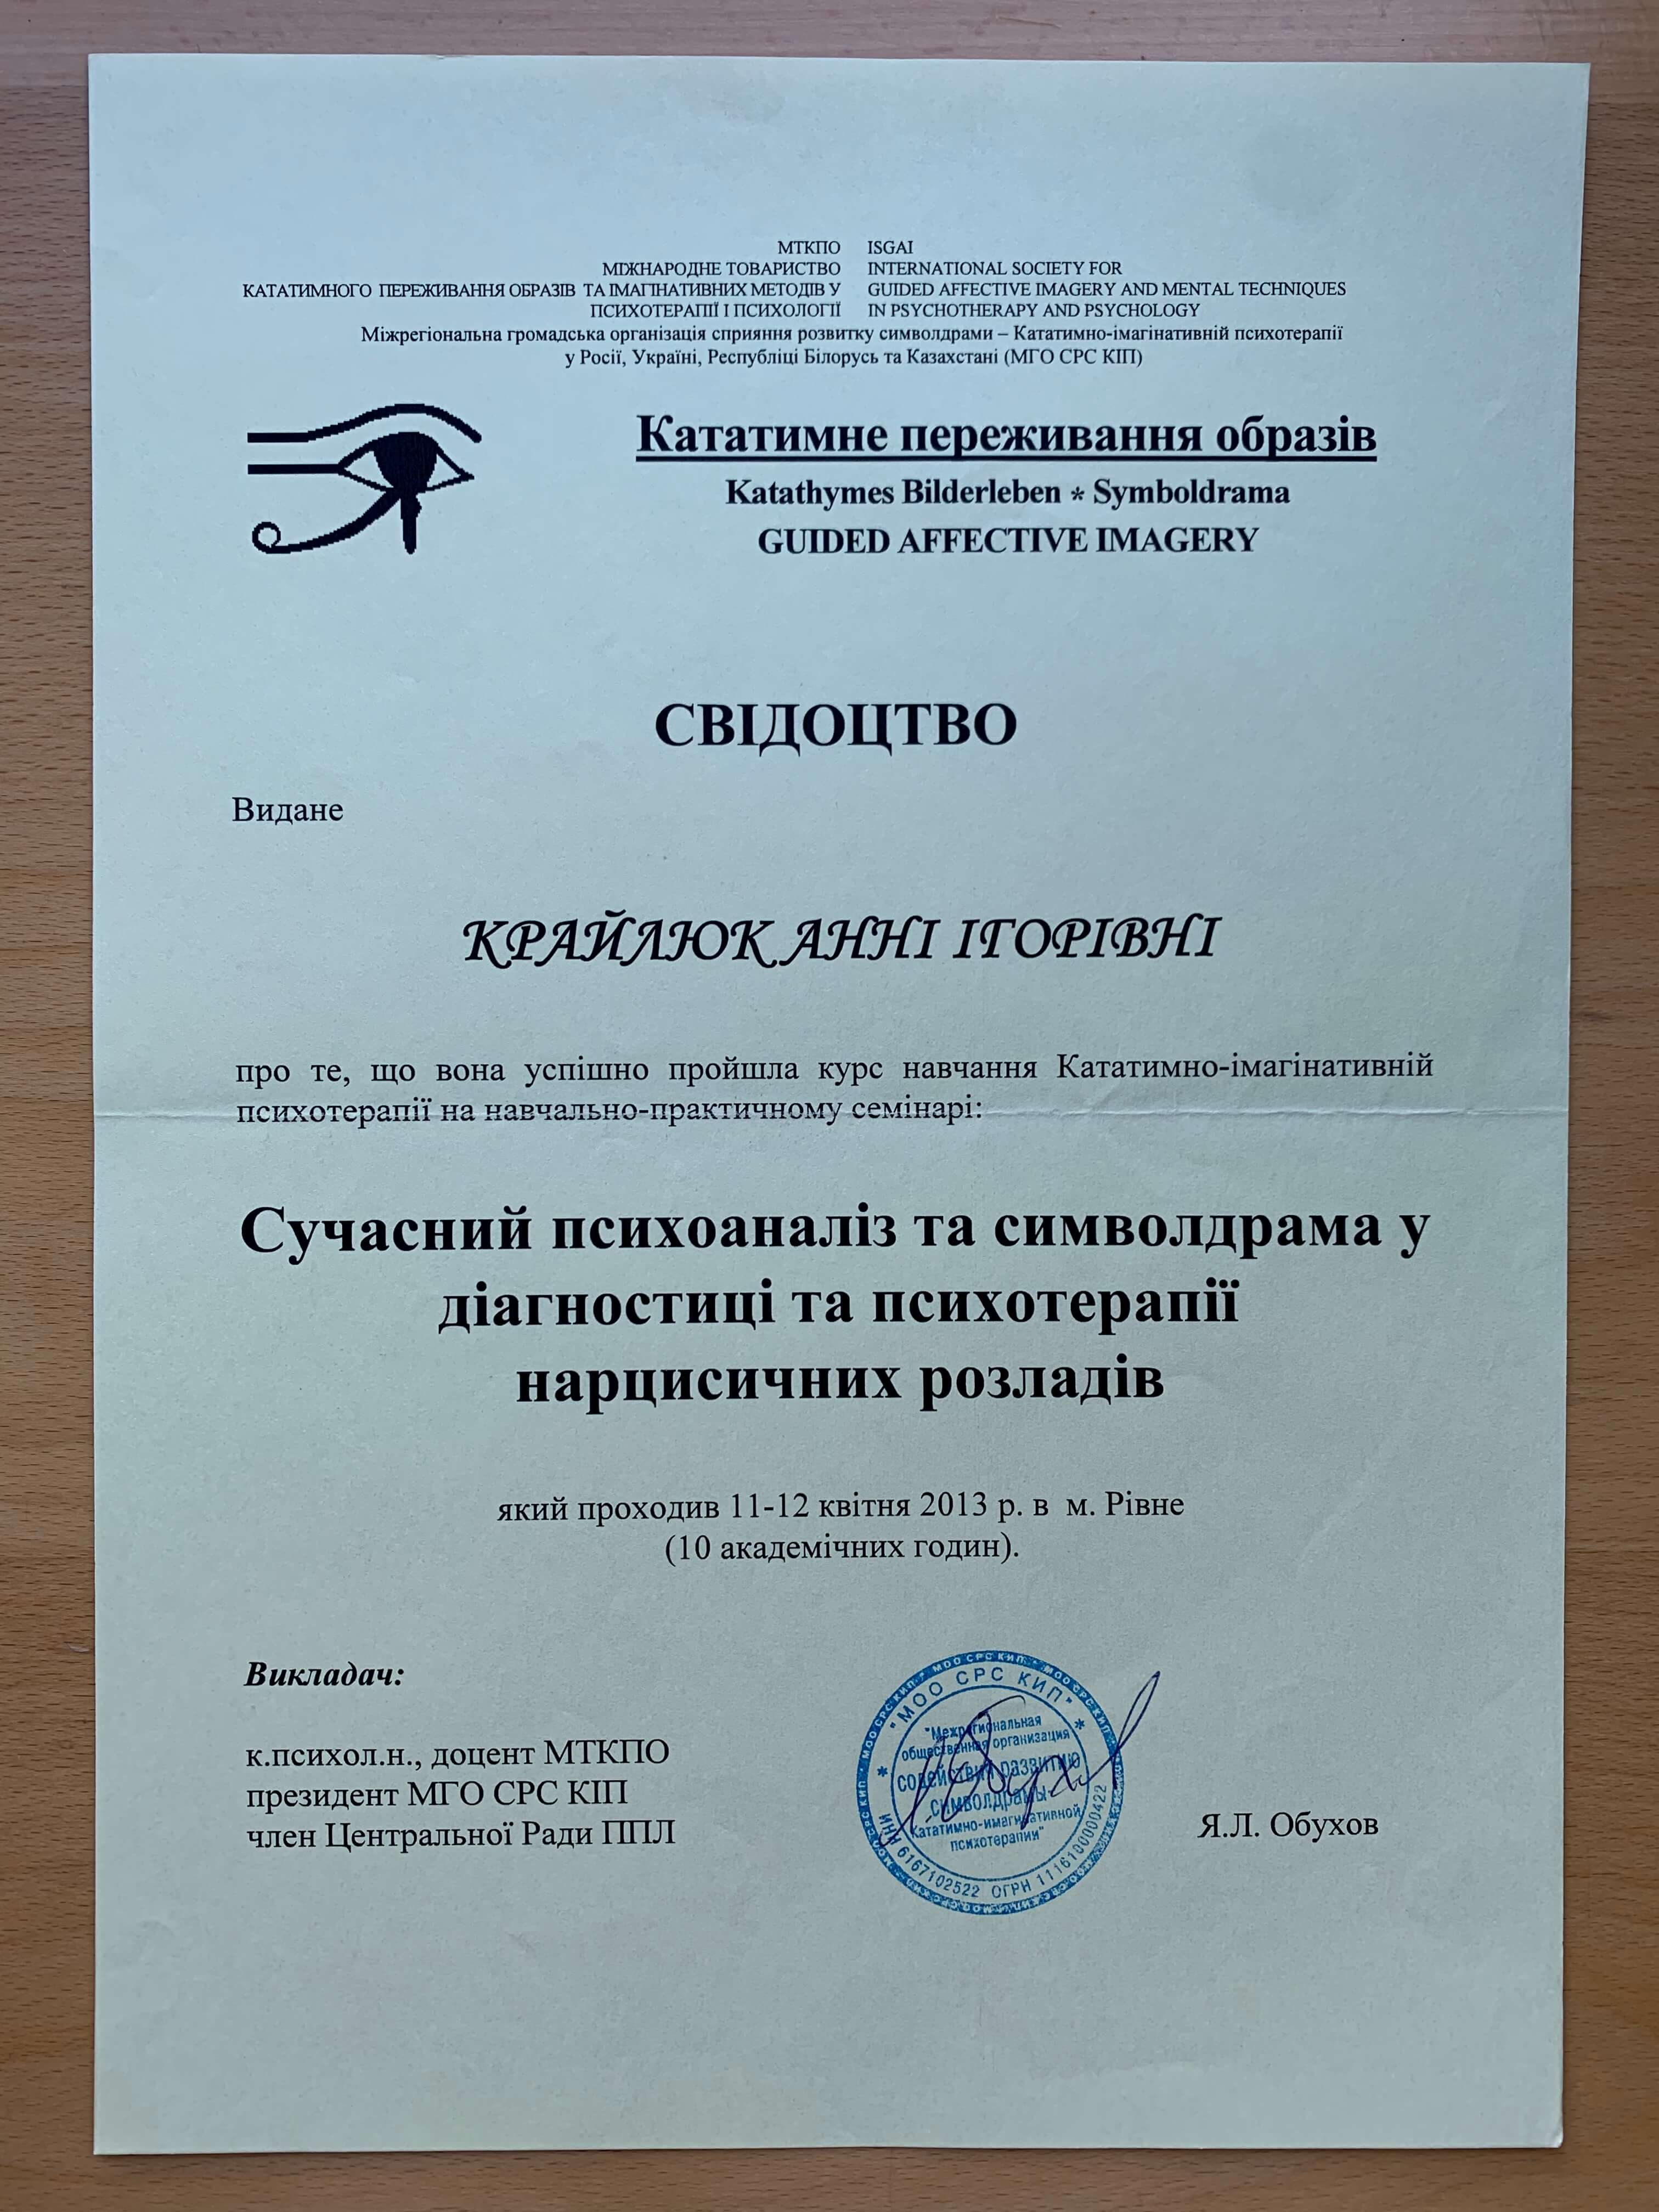 МТКПО ISGAI
МІЖНАРОДНЕ ТОВАРИСТВО INTERNATIONAL SOCIETY FOR
КАТАТИМНОГО ПЕРЕЖИВАННЯ ОБРАЗІВ ТА ІМАГІНАТИВНИХ МЕТОДІВ У GUIDED AFFECTIVE IMAGERY AND MENTAL TECHNIQUES
ПСИХОТЕРАПІЇ І ПСИХОЛОГІЇ IN PSYCHOTHERAPY AND PSYCHOLOGY
Міжрегіональна громадська організація сприяння розвитку символдрами – Кататимно-імагінативній психотерапії
у Росії, Україні, Республіці Білорусь та Казахстані (МГО СРС КІП)
Кататимне переживання образів
Katathymes Bilderleben * Symboldrama
GUIDED AFFECTIVE IMAGERY
СВІДОЦТВО
Видане
КРАЙЛЮК АННІ ІГОРІВНІ
про те, що вона успішно пройшла курс навчання Кататимно-імагінативній
психотерапії на навчально-практичному семінарі:
Сучасний психоаналіз та символдрама у
діагностиці та психотерапії
нарцисичних розладів
який проходив 11-12 квітня 2013 р. в м. Рівне
(10 академічних годин).
Викладач:
к.психол.н., доцент МТКПО
президент МГО СРС КІП
член Центральної Ради ППЛ
"МОО СРС КИП"
"Межрегиональная
общественная организация
содействия развитию
символдрамы-
Кататимно-имагинативной
психотерапии"
ИНН 6167102522 ОГРН 1116100000422
Я.Л. Обухов